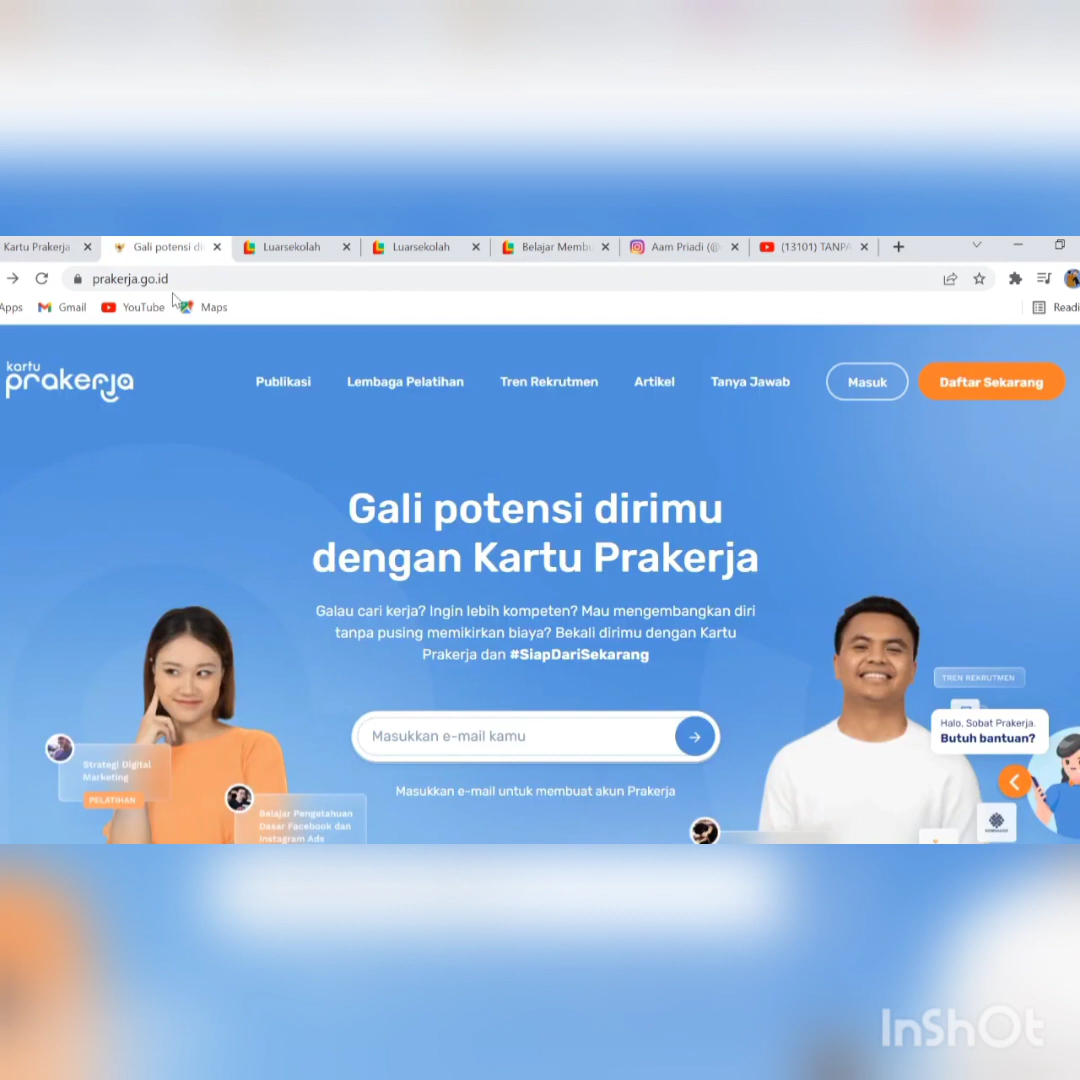 Kartu Prakerja
Gali potensi di
Luarsekolah
Luarsekolah
Belajar Membu
Aam Priadi (@
(13101) TANPA
prakerja.go.id
Apps
Gmail
YouTube
Maps
Readi
kartu
prakerja
Publikasi
Lembaga Pelatihan
Tren Rekrutmen
Artikel
Tanya Jawab
Masuk
Daftar Sekarang
Gali potensi dirimu
dengan Kartu Prakerja
Galau cari kerja? Ingin lebih kompeten? Mau mengembangkan diri
tanpa pusing memikirkan biaya? Bekali dirimu dengan Kartu
Prakerja dan #SiapDariSekarang
Masukkan e-mail kamu
Masukkan e-mail untuk membuat akun Prakerja
Strategi Digital
Marketing
PELATIHAN
Belajar Pengetahuan
Dasar Facebook dan
Instagram Ads
TREN REKRUTMEN
Halo, Sobat Prakerja.
Butuh bantuan?
InShOt